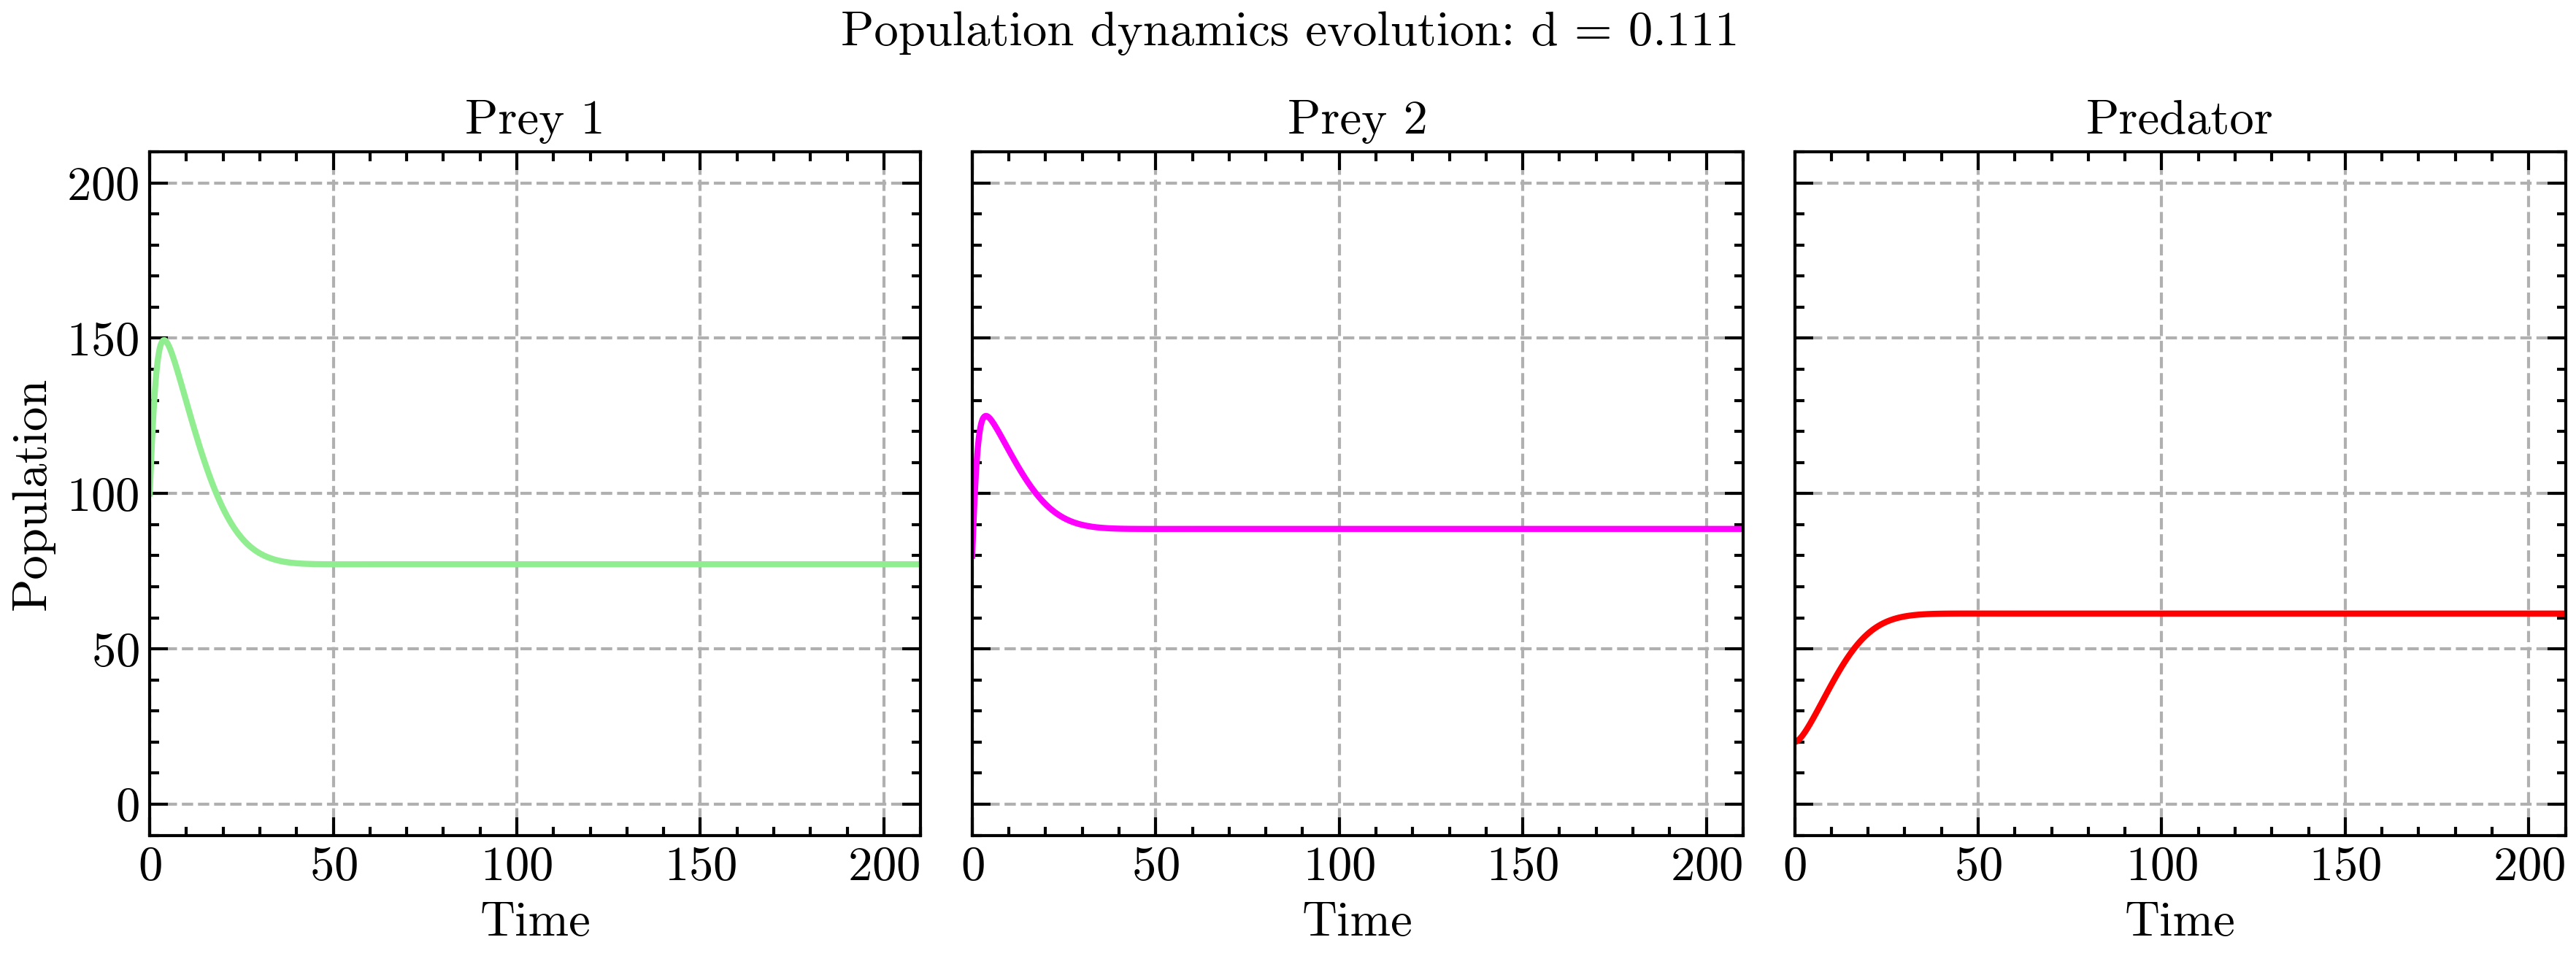 Population dynamics evolution: d = 0.111
Prey 1
Prey 2
Predator
Population
200
150
100
50
0
0 50 100 150 200
0 50 100 150 200
0 50 100 150 200
Time
Time
Time